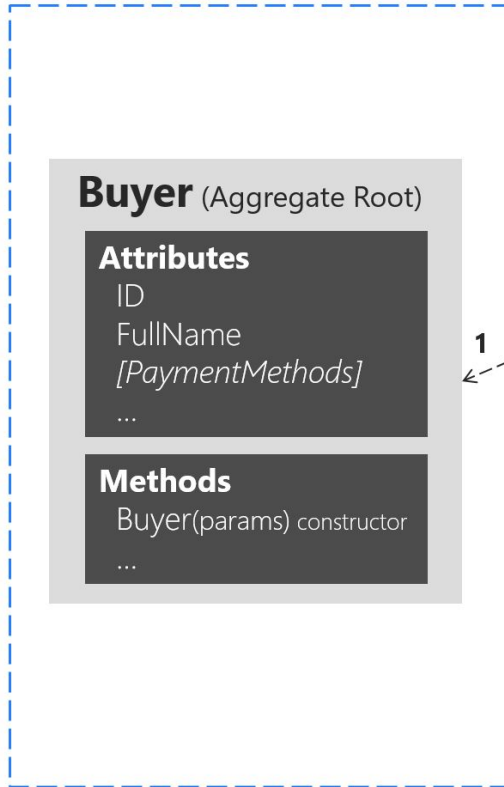 Buyer (Aggregate Root)
Attributes
ID
FullName
[PaymentMethods]
...
1
Methods
Buyer(params) constructor
...